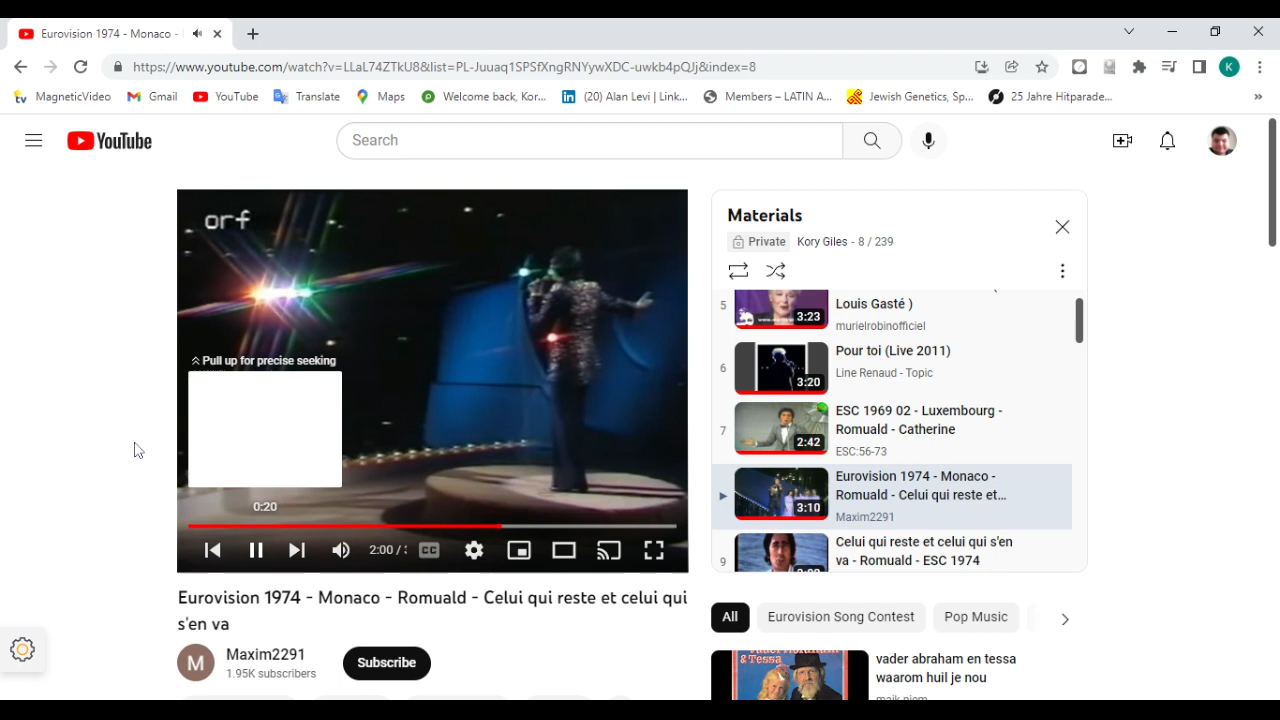 Eurovision 1974 - Monaco -
https://www.youtube.com/watch?v=LLaL74ZTkU8&list=PL-Juuaq1SPSfXngRNYywXDC-uwkb4pQJj&index=8
K
MagneticVideo
Gmail
YouTube
Translate
Maps
Welcome back, Kor...
(20) Alan Levi | Link...
Members – LATIN A...
Jewish Genetics, Sp...
25 Jahre Hitparade...
»
YouTube
Search
orf
Pull up for precise seeking
0:20
2:00 / 3
CC
Eurovision 1974 - Monaco - Romuald - Celui qui reste et celui qui
s'en va
M
Maxim2291
1.95K subscribers
Subscribe
Materials
Private Kory Giles - 8 / 239
5
3:23
Louis Gasté )
murielrobinofficiel
6
3:20
Pour toi (Live 2011)
Line Renaud - Topic
7
2:42
ESC 1969 02 - Luxembourg -
Romuald - Catherine
ESC:56-73
3:10
Eurovision 1974 - Monaco -
Romuald - Celui qui reste et...
Maxim2291
9
Celui qui reste et celui qui s'en
va - Romuald - ESC 1974
All
Eurovision Song Contest
Pop Music
& Tessa
vader abraham en tessa
waarom huil je nou